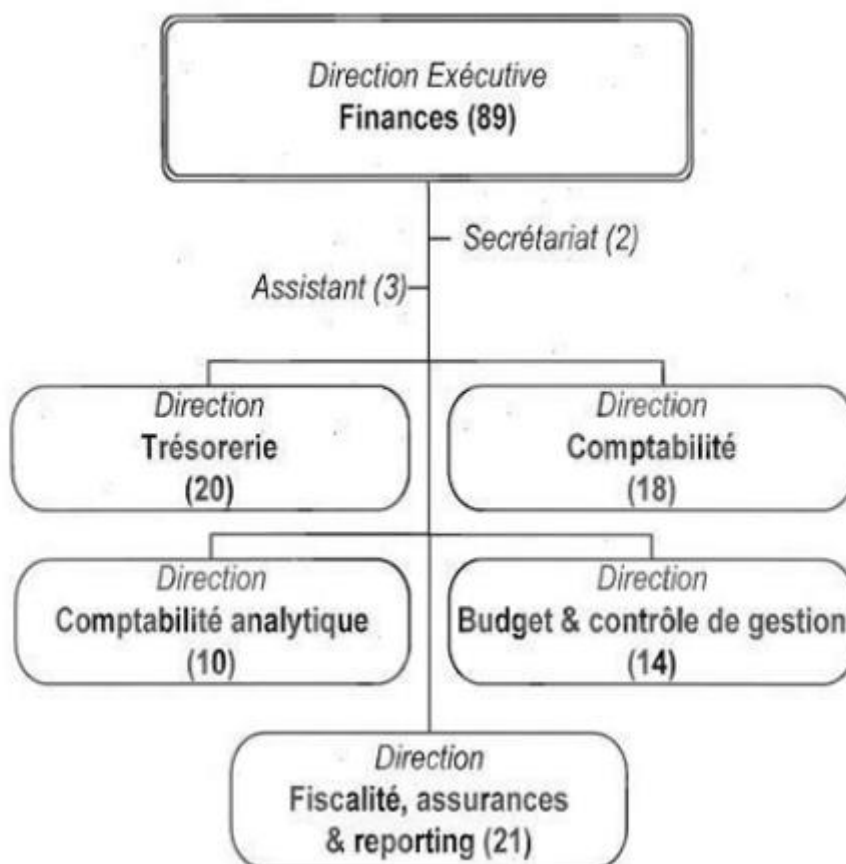 Direction Exécutive
Finances (89)
Secrétariat (2)
Assistant (3)
Direction
Trésorerie
(20)
Direction
Comptabilité
(18)
Direction
Comptabilité analytique
(10)
Direction
Budget & contrôle de gestion
(14)
Direction
Fiscalité, assurances
& reporting (21)